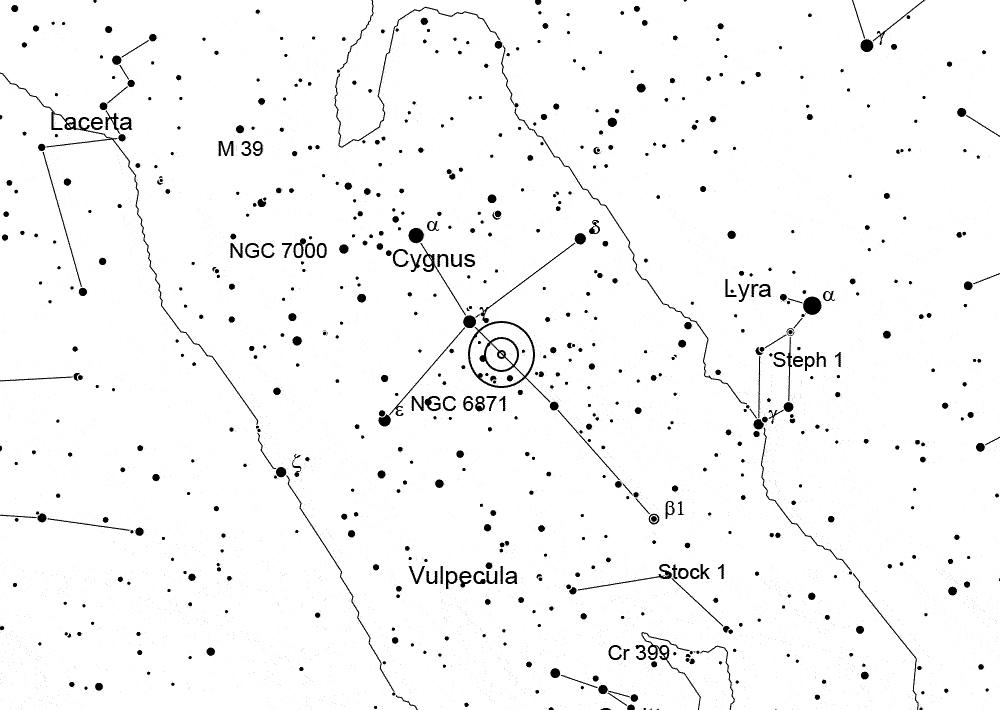 γ
Lacerta
M 39
α
δ
NGC 7000
Cygnus
Lyra
α
γ
Steph 1
ε
NGC 6871
γ
ζ
β1
Vulpecula
Stock 1
Cr 399